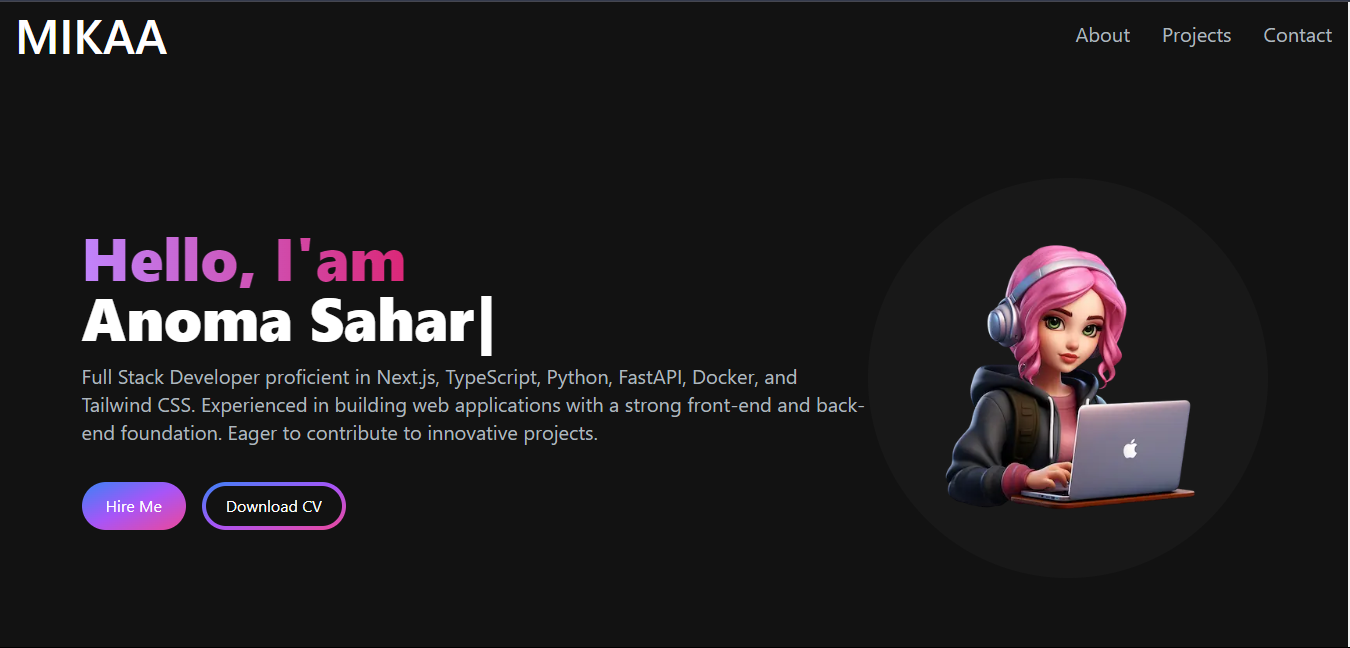 MIKAA
About Projects Contact
Hello, I'am
Anoma Sahar|
Full Stack Developer proficient in Next.js, TypeScript, Python, FastAPI, Docker, and
Tailwind CSS. Experienced in building web applications with a strong front-end and back-
end foundation. Eager to contribute to innovative projects.
Hire Me Download CV